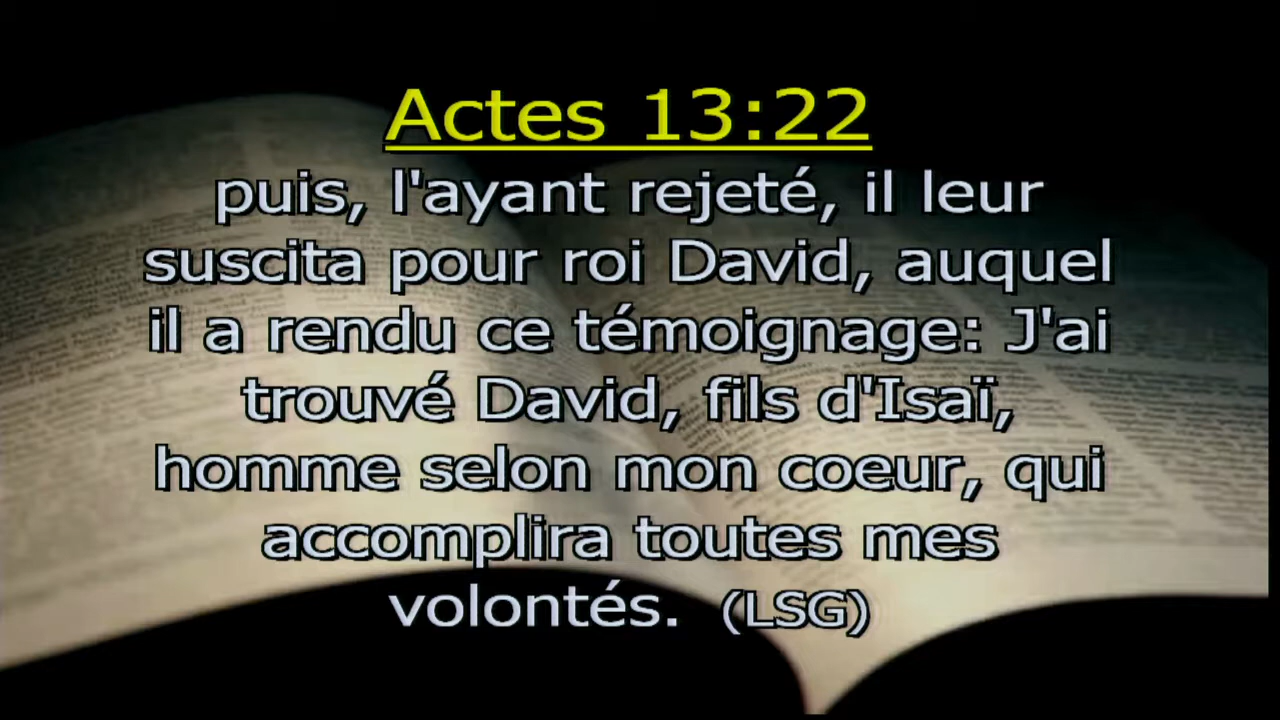 Actes 13:22
puis, l'ayant rejeté, il leur
suscita pour roi David, auquel
il a rendu ce témoignage: J'ai
trouvé David, fils d'Isaï,
homme selon mon coeur, qui
accomplira toutes mes
volontés. (LSG)